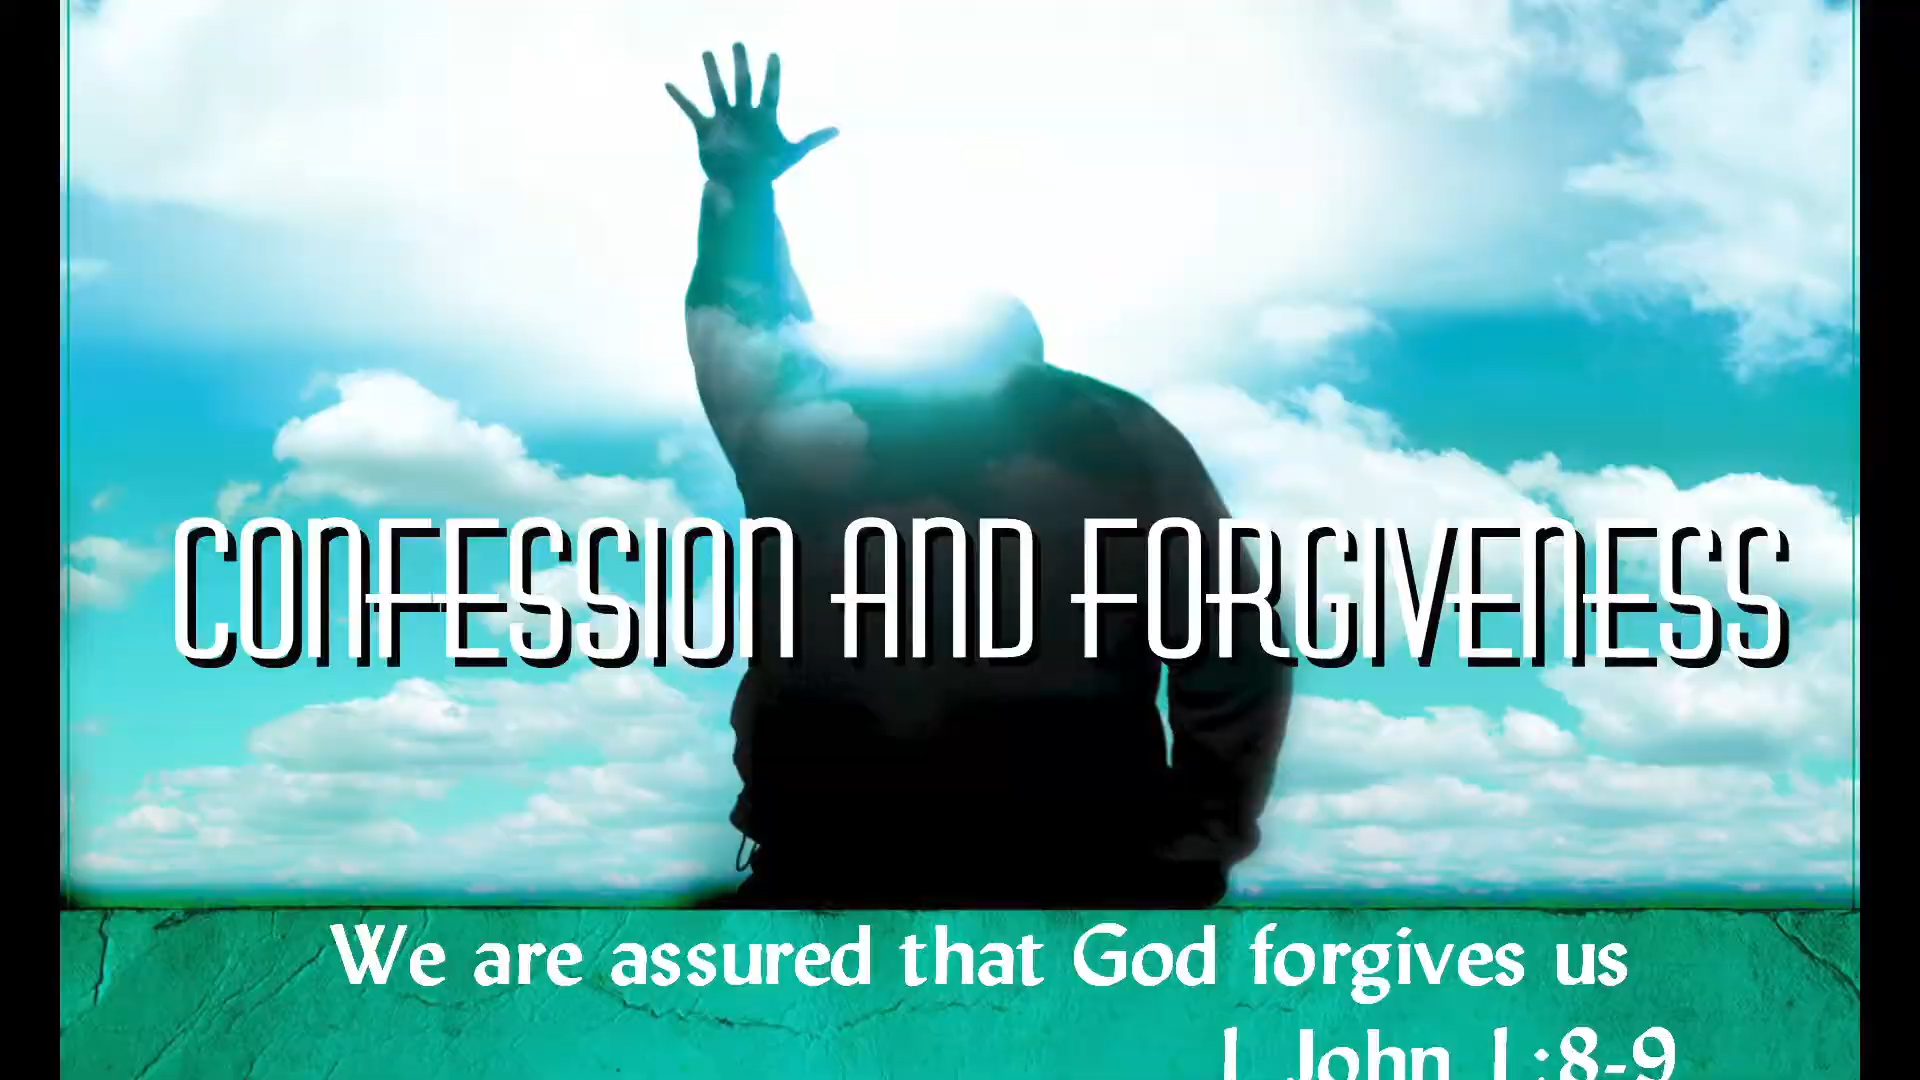 CONFESSION AND FORGIVENESS
We are assured that God forgives us
1 John 1:8-9